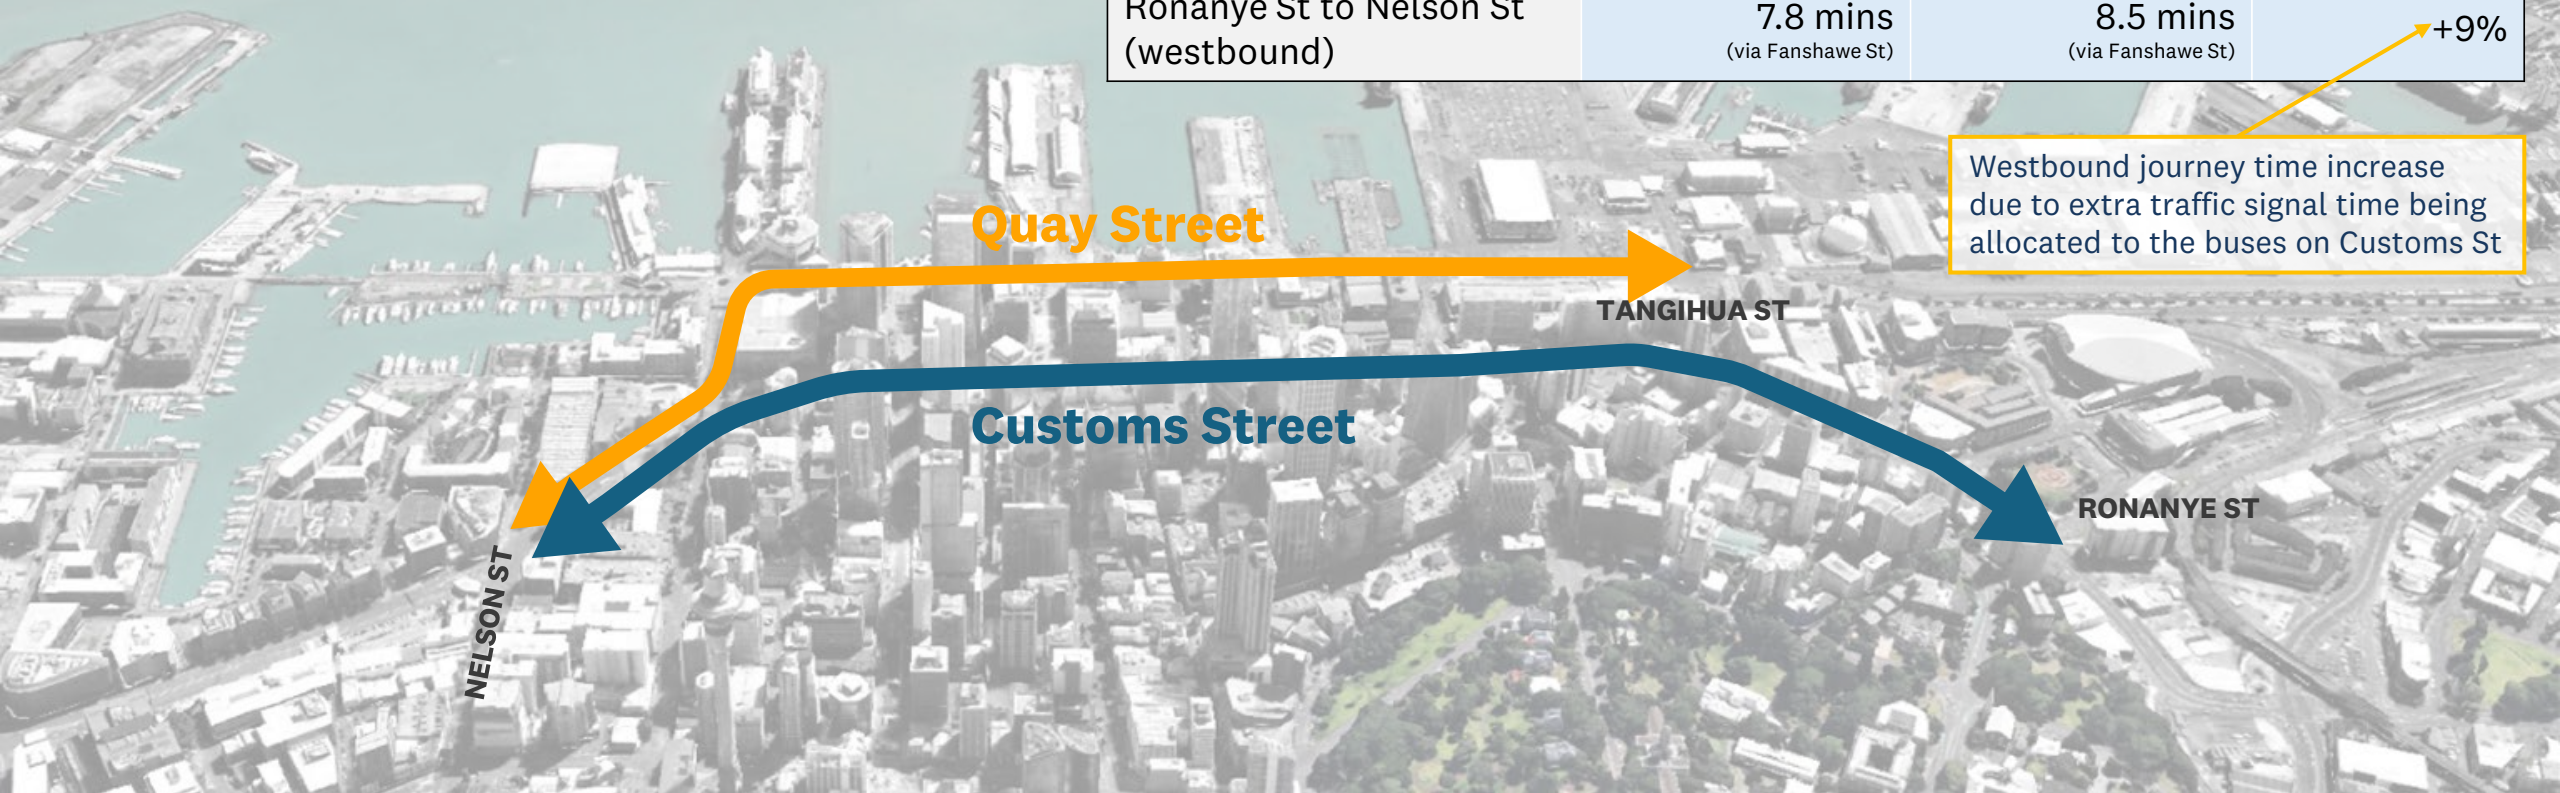 Ronanye St to Nelson St
(westbound)
7.8 mins
(via Fanshawe St)
8.5 mins
(via Fanshawe St)
+9%
Westbound journey time increase
due to extra traffic signal time being
allocated to the buses on Customs St
Quay Street
TANGIHUA ST
Customs Street
RONANYE ST
NELSON ST